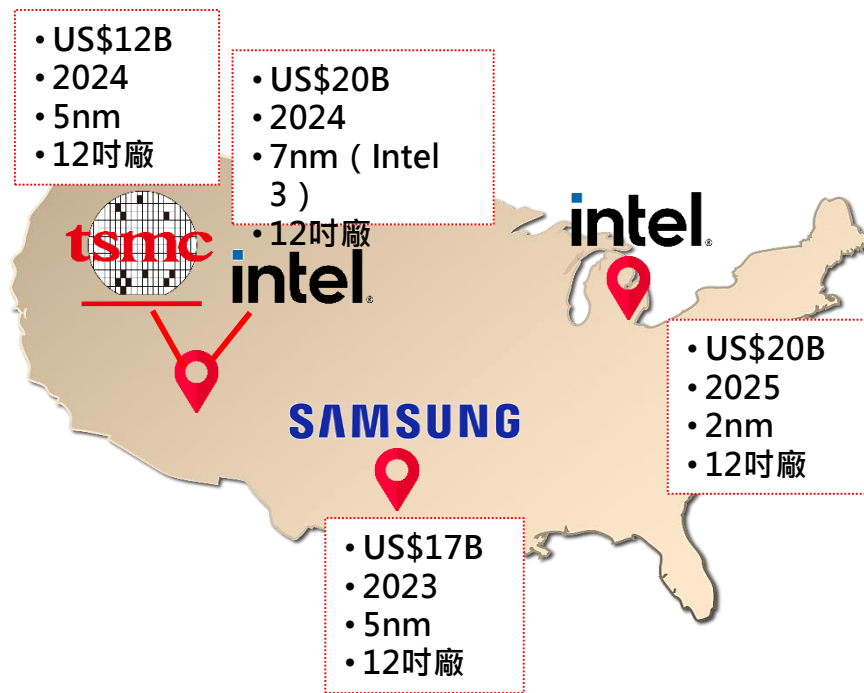 • US$12B
• 2024
• 5nm
• 12吋廠
• US$20B
• 2024
• 7nm（Intel
3）
• 12吋廠
tsmc
intel®
intel®
• US$20B
• 2025
• 2nm
• 12吋廠
SAMSUNG
• US$17B
• 2023
• 5nm
• 12吋廠